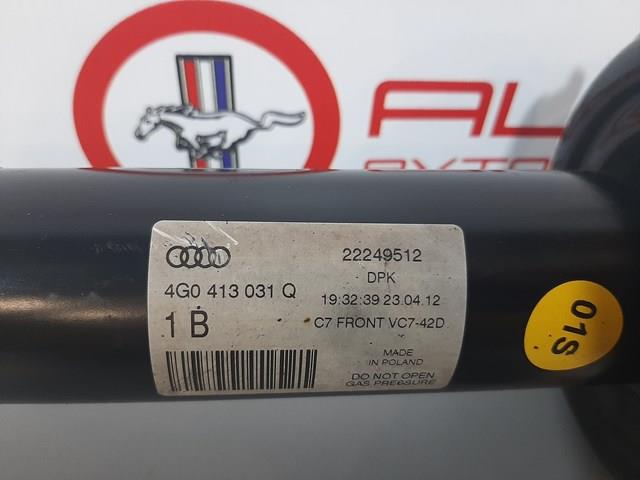 AL
22249512
DPK
4G0 413 031 Q
19:32:39 23.04.12
1 B
C7 FRONT VC7-42D
MADE
IN POLAND
DO NOT OPEN
GAS PRESSURE
01S